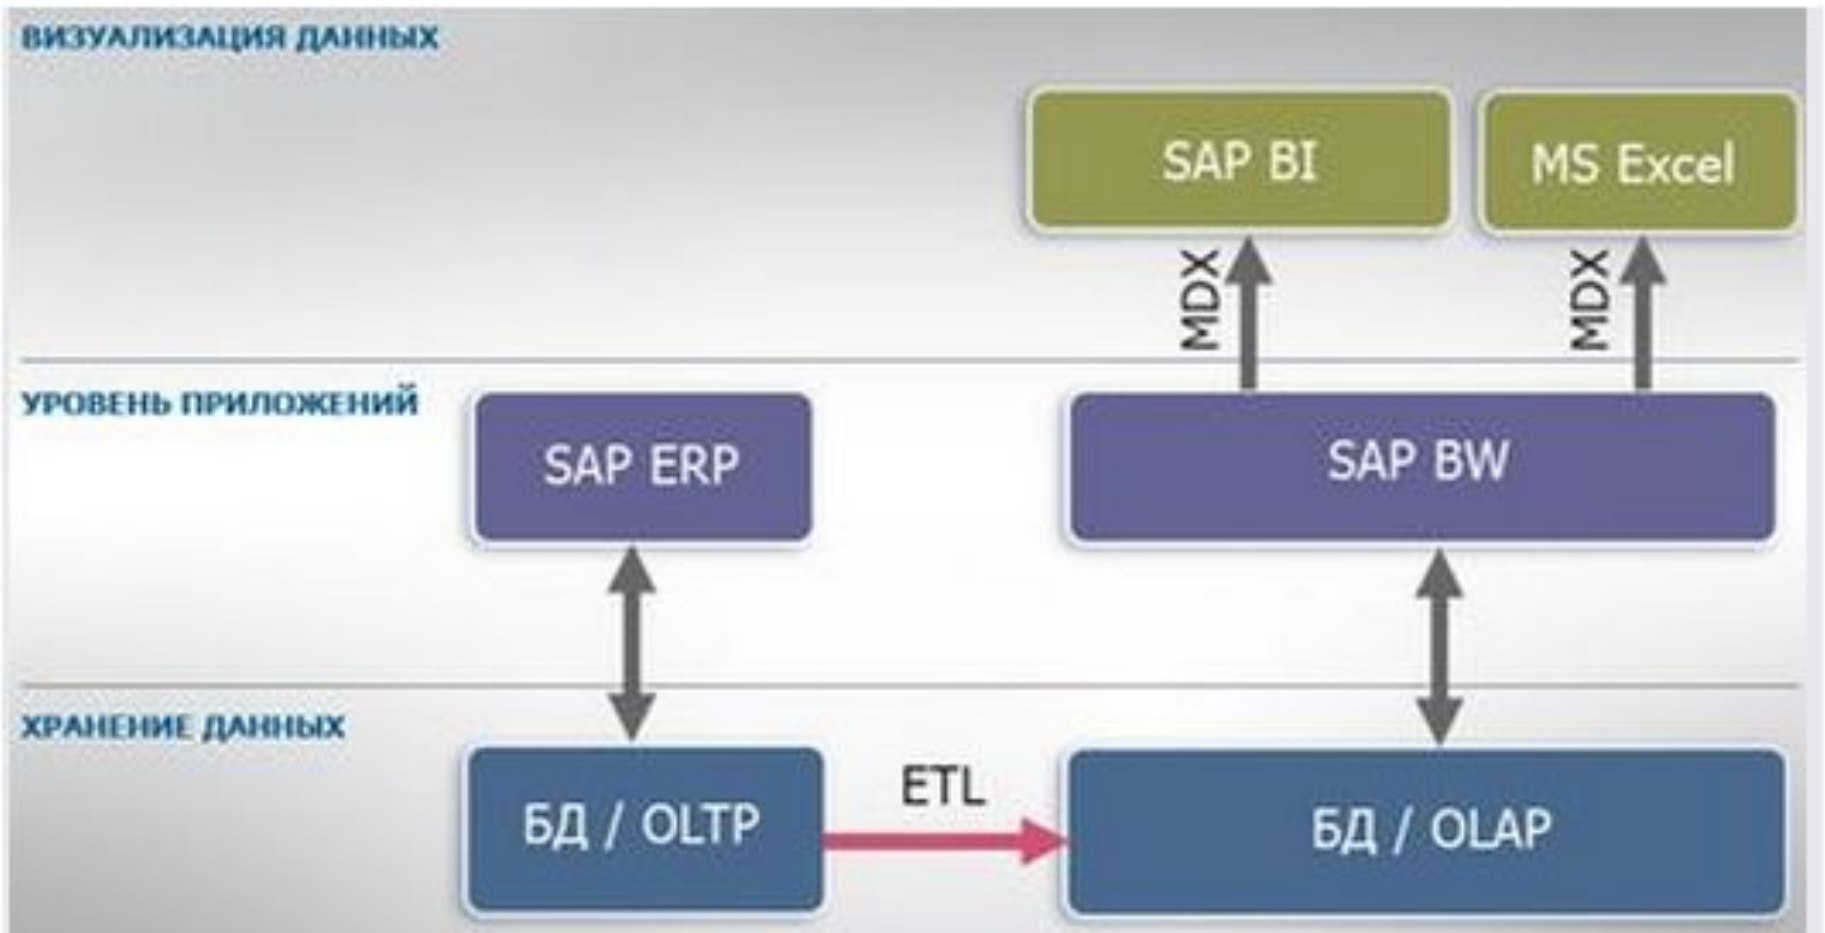 ВИЗУАЛИЗАЦИЯ ДАННЫХ
SAP BI
MS Excel
MDX
MDX
УРОВЕНЬ ПРИЛОЖЕНИЙ
SAP ERP
SAP BW
ХРАНЕНИЕ ДАННЫХ
БД / OLTP
ETL
БД / OLAP